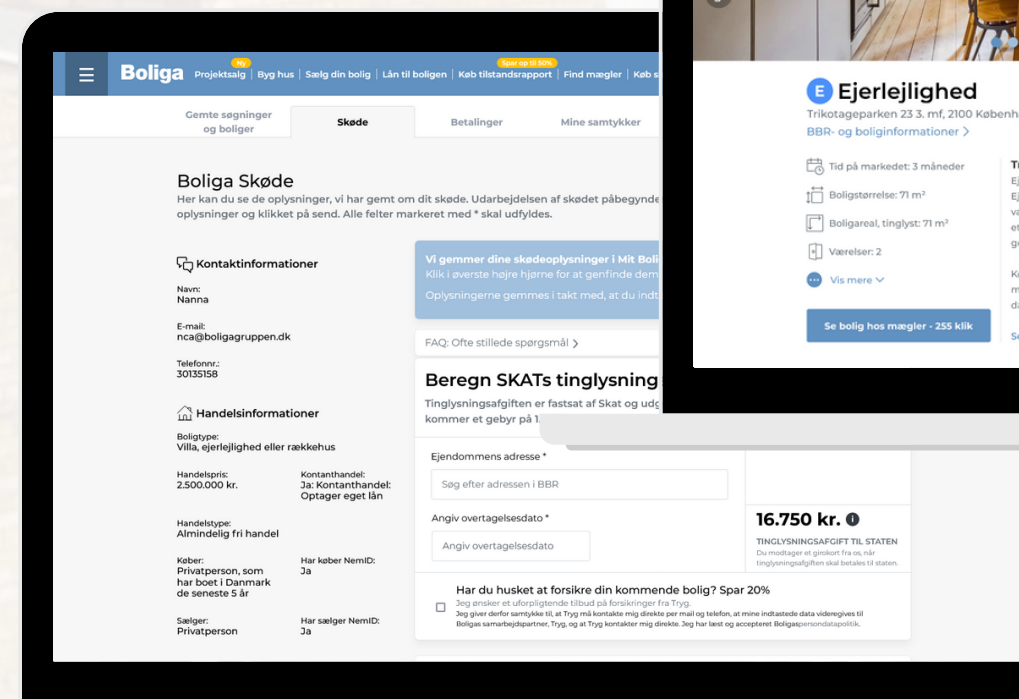 Ny
Spar op til 50%
Boliga Projektsalg Byg hus Sælg din bolig Lån til boligen Køb tilstandsrapport Find mægler Køb
Gemte søgninger
og boliger
Skøde
Betalinger
Mine samtykker
Boliga Skøde
Her kan du se de oplysninger, vi har gemt om dit skøde. Udarbejdelsen af skødet
oplysninger og klikket på send. Alle felter markeret med * skal udfyldes.
Kontaktinformationer
Navn:
Nanna
E-mail:
nca@boligagruppen.dk
Telefonnr.:
30135158
Handelsinformationer
Boligtype:
Villa, ejerlejlighed eller rækkehus
Handelspris:
2.500.000 kr.
Kontanthandel:
Ja: Kontanthandel:
Optager eget lån
Handelstype:
Almindelig fri handel
Køber:
Privatperson, som
har boet i Danmark
de seneste 5 år
Har køber NemID:
Ja
Sælger:
Privatperson
Har sælger NemID:
Ja
Vi gemmer dine skødeoplysninger i Mit
Klik i øverste højre hjørne for at genfinde dem
Oplysningerne gemmes i takt med, at du
FAQ: Ofte stillede spørgsmål
Beregn SKATs tinglysning
Tinglysningsafgiften er fastsat af Skat og
kommer et gebyr på 1.
Ejendommens adresse *
Søg efter adressen i BBR
Angiv overtagelsesdato *
Angiv overtagelsesdato
16.750 kr. i
TINGLYSNINGSAFGIFT TIL STATEN
Du modtager et girokort fra os, når
tinglysningsafgiften skal betales til staten.
Har du husket at forsikre din kommende bolig? Spar 20%
Jeg ønsker et uforpligtende tilbud på forsikringer fra Tryg.
Jeg giver derfor samtykke til, at Tryg må kontakte mig direkte per mail og telefon, at mine indtastede data videregives til
Boligas samarbejdspartner, Tryg, og at Tryg kontakter mig direkte. Jeg har læst og accepteret Boligaspersondatapolitik.
E Ejerlejlighed
Trikotageparken 23 3. mf, 2100
BBR- og boliginformationer
Tid på markedet: 3 måneder
Boligstørrelse: 71 m²
Boligareal, tinglyst: 71 m²
Værelser: 2
Vis mere
Se bolig hos mægler - 255 klik